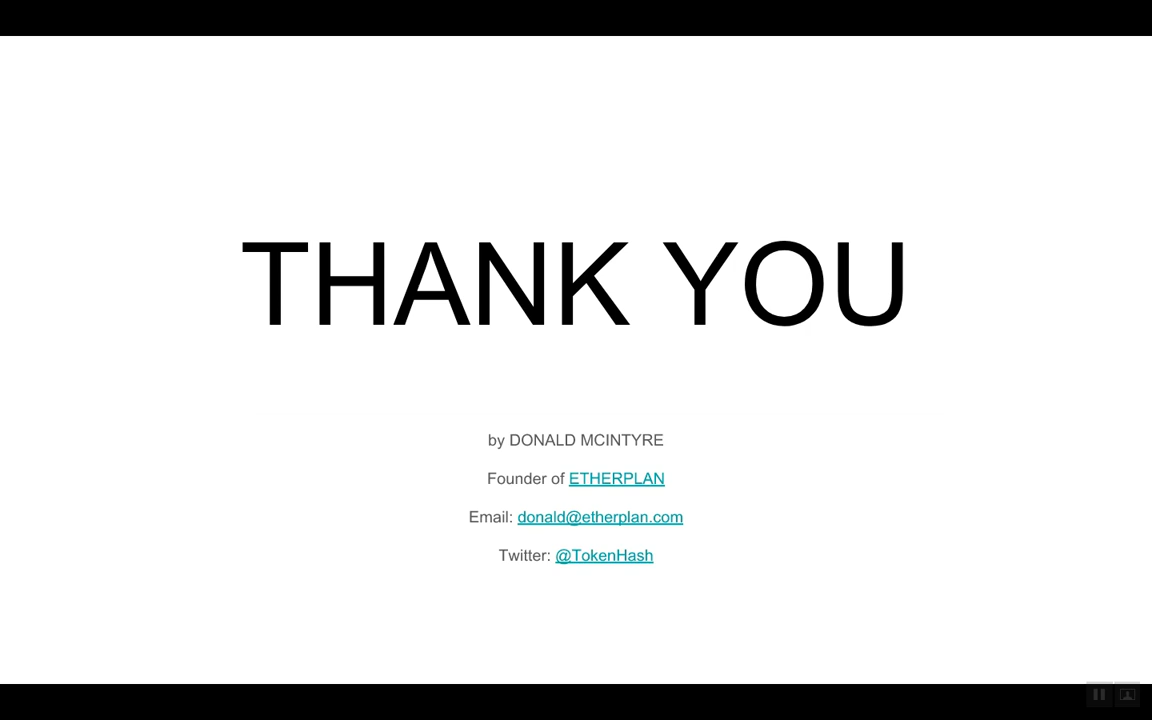 THANK YOU
by DONALD MCINTYRE
Founder of ETHERPLAN
Email: donald@etherplan.com
Twitter: @TokenHash